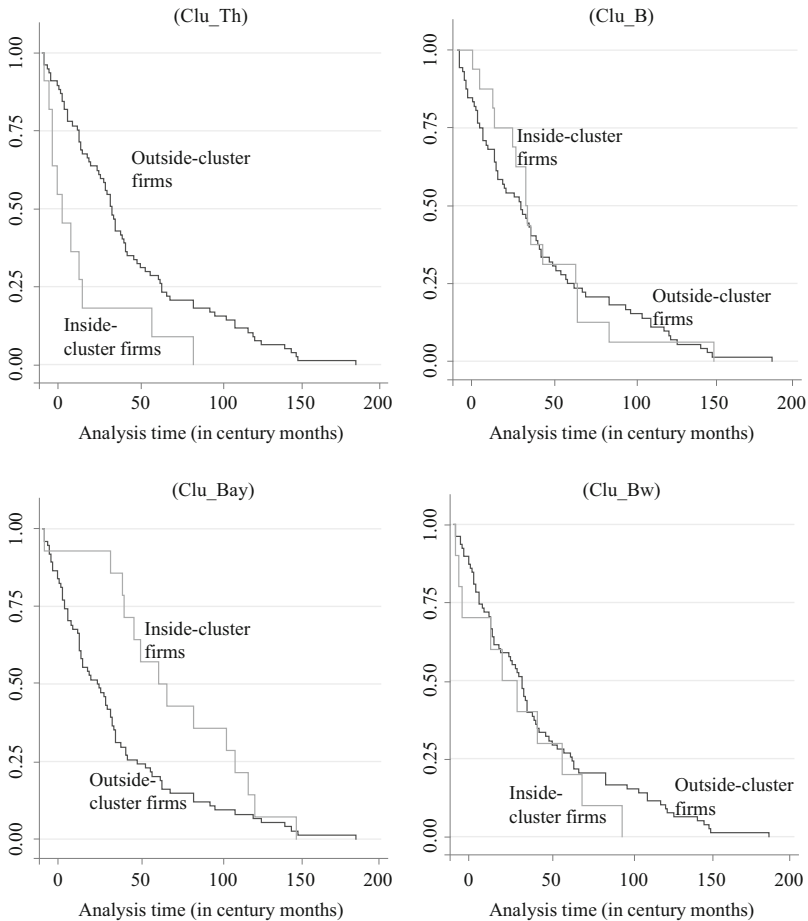 (Clu_Th)
1.00
0.75
0.50
0.25
0.00
Outside-cluster
firms
Inside-
cluster firms
0 50 100 150 200
Analysis time (in century months)
(Clu_B)
1.00
0.75
0.50
0.25
0.00
Inside-cluster
firms
Outside-cluster
firms
0 50 100 150 200
Analysis time (in century months)
(Clu_Bay)
1.00
0.75
0.50
0.25
0.00
Inside-cluster
firms
Outside-
cluster firms
0 50 100 150 200
Analysis time (in century months)
(Clu_Bw)
1.00
0.75
0.50
0.25
0.00
Inside-
cluster firms
Outside-cluster
firms
0 50 100 150 200
Analysis time (in century months)